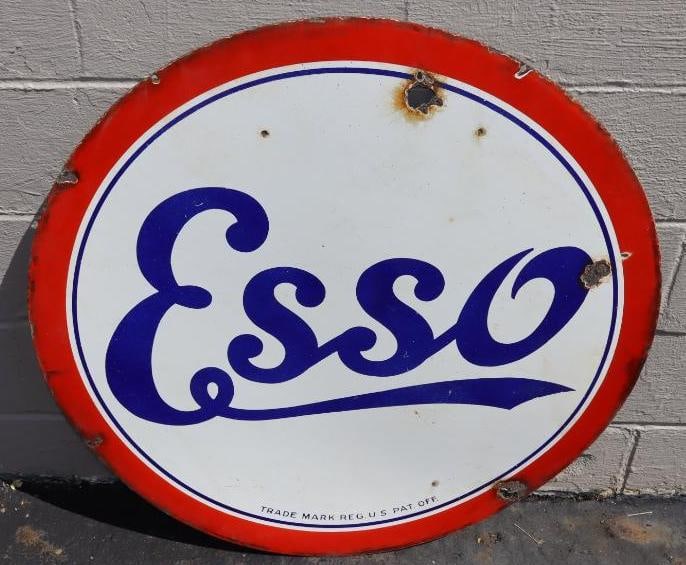 Esso
TRADE MARK REG. U.S. PAT. OFF.